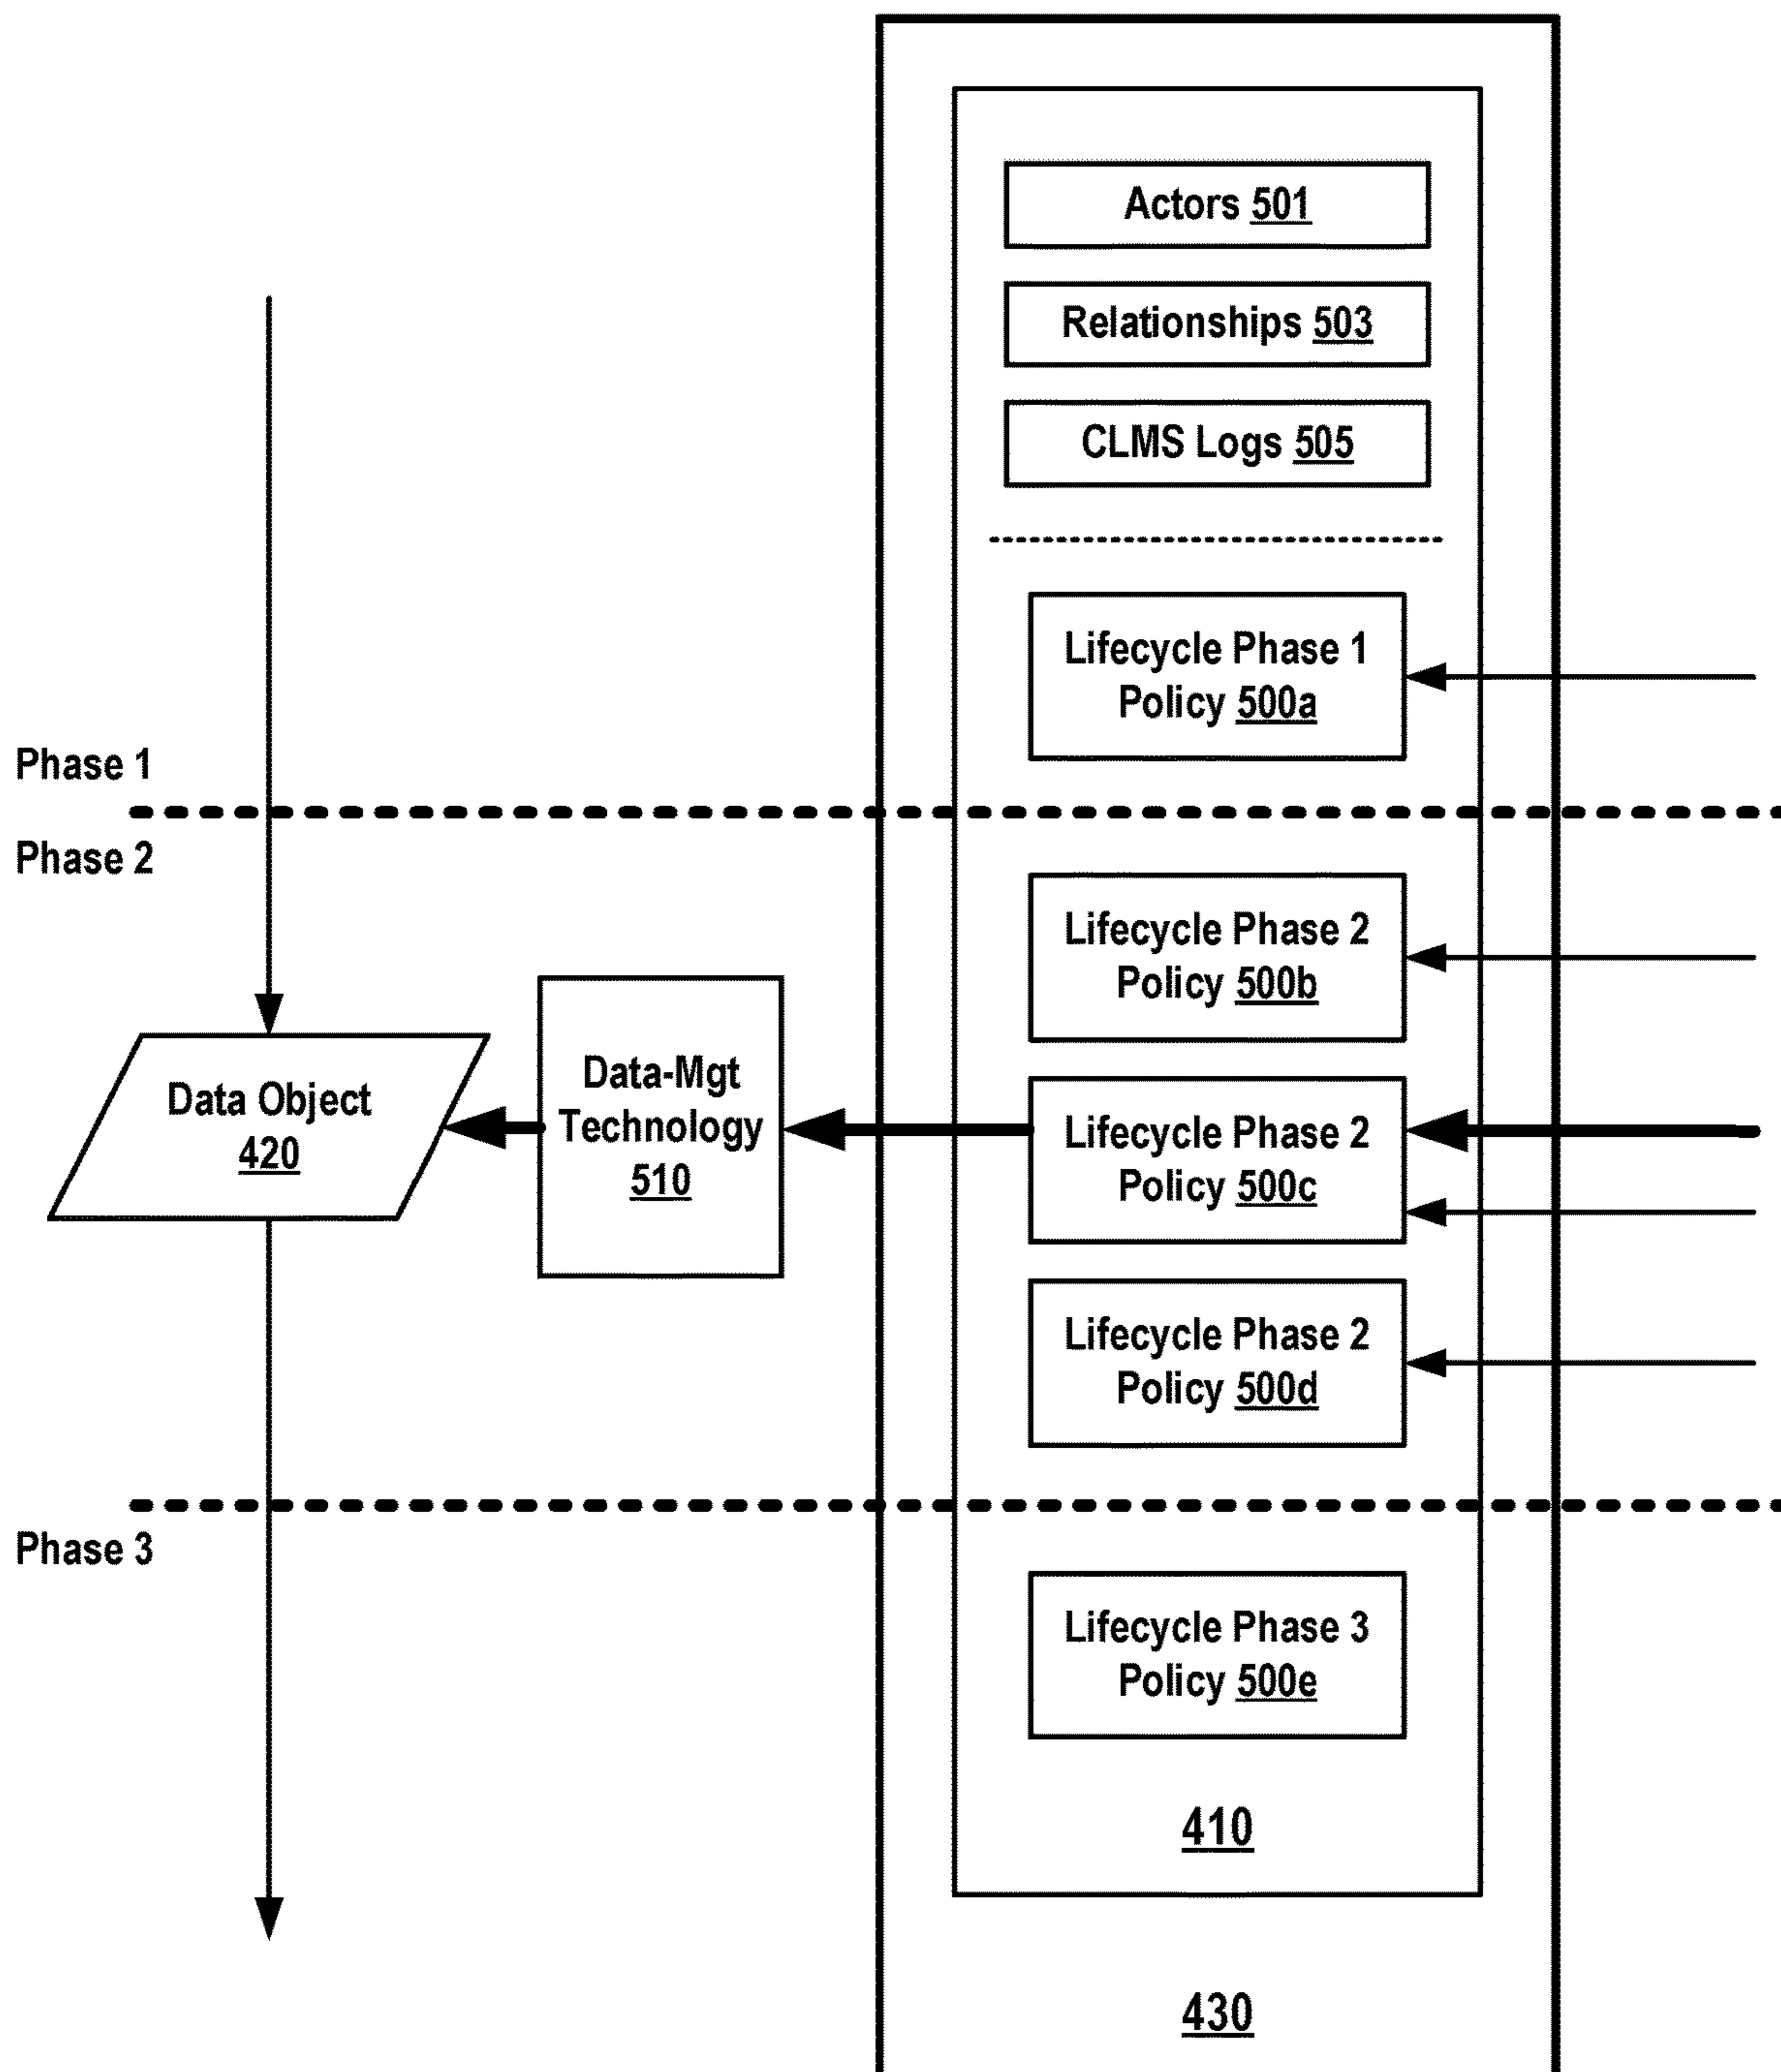 Actors 501
Relationships 503
CLMS Logs 505
Lifecycle Phase 1
Policy 500a
Phase 1
Phase 2
Lifecycle Phase 2
Policy 500b
Data Object
420
Data-Mgt
Technology
510
Lifecycle Phase 2
Policy 500c
Lifecycle Phase 2
Policy 500d
Phase 3
Lifecycle Phase 3
Policy 500e
410
430